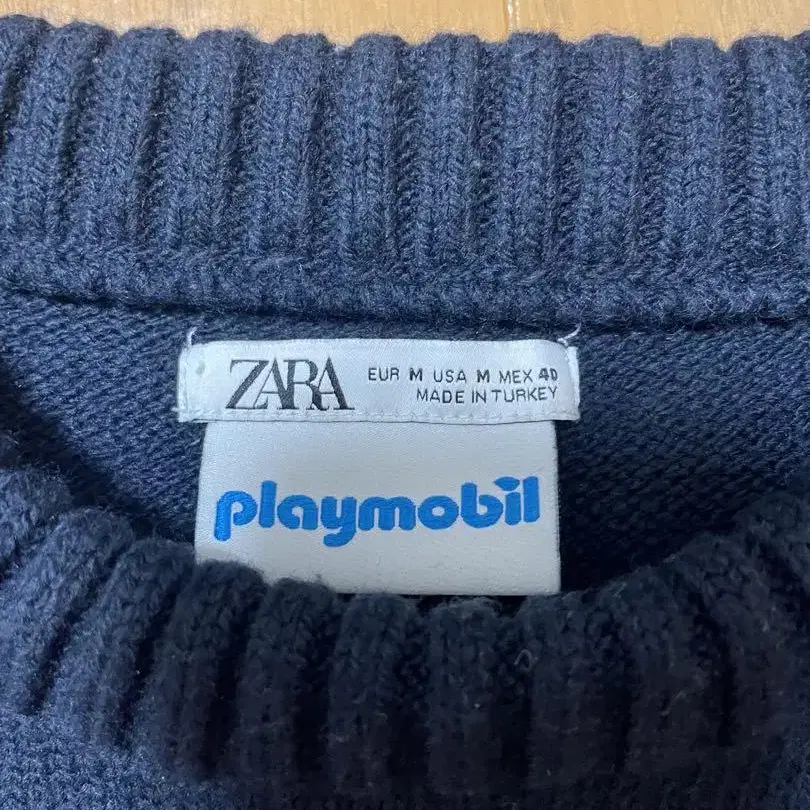 ZARA
EUR M USA M MEX 40
MADE IN TURKEY
playmobil